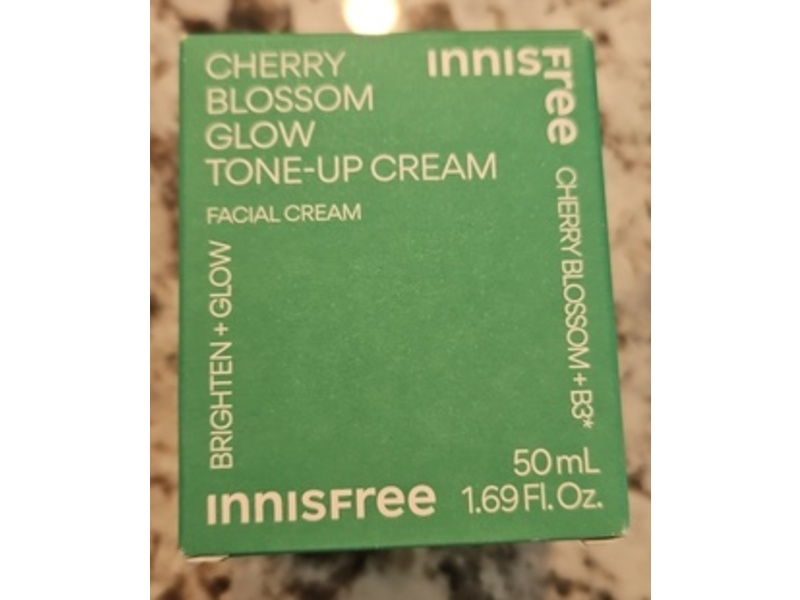 CHERRY
BLOSSOM
GLOW
TONE-UP CREAM
FACIAL CREAM
INNISFree
CHERRY BLOSSOM + B3*
BRIGHTEN + GLOW
INNISFree
50 mL
1.69 Fl. Oz.